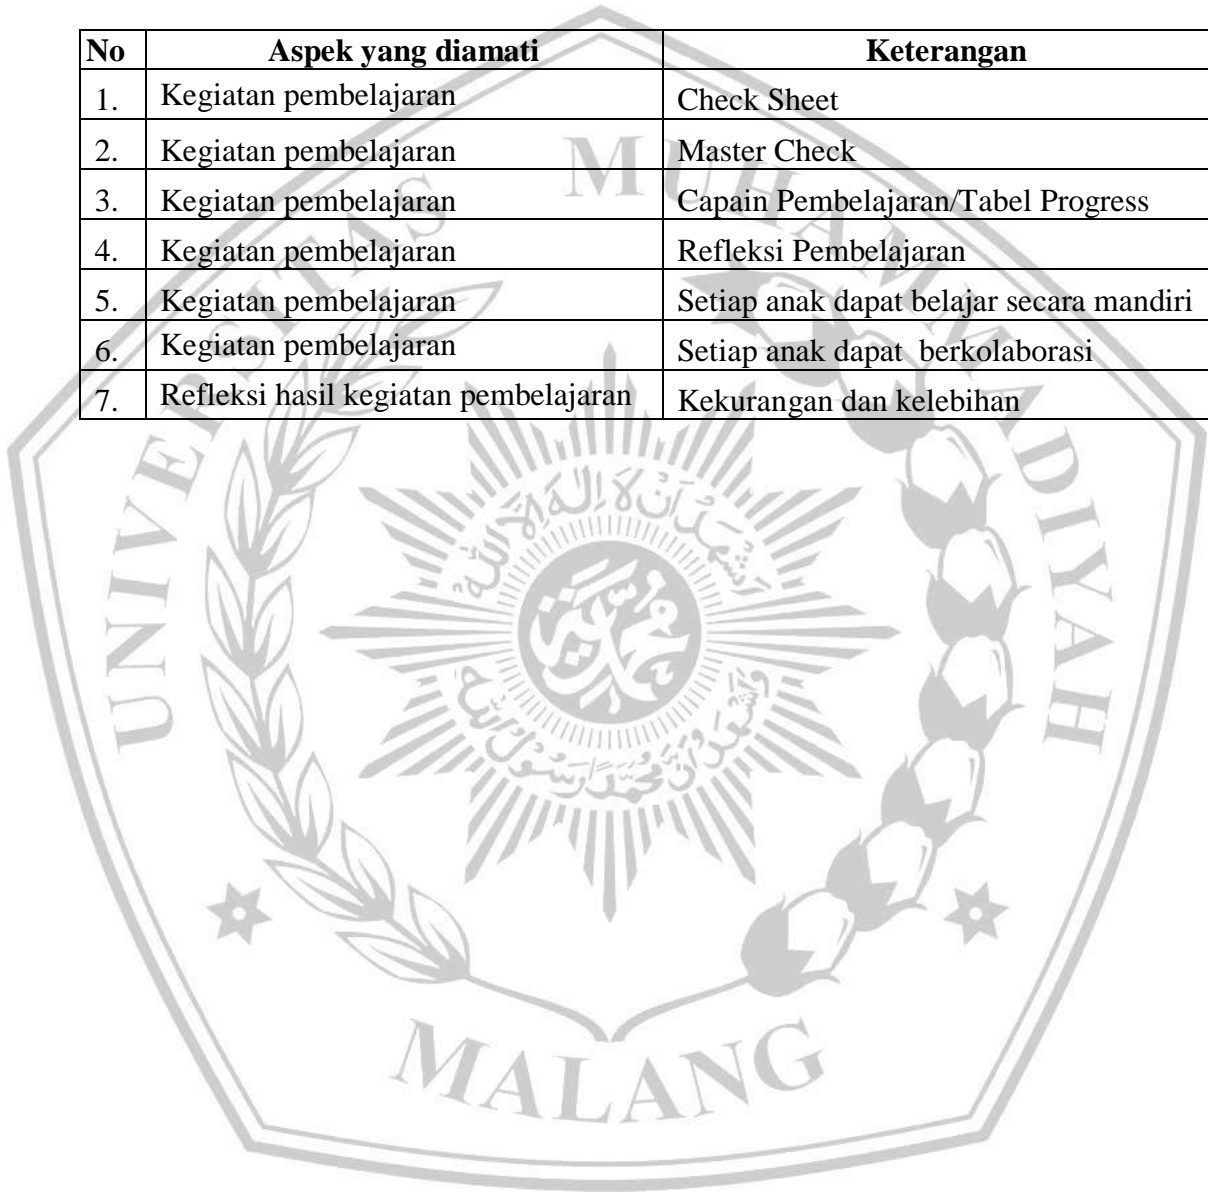 No Aspek yang diamati Keterangan
1. Kegiatan pembelajaran Check Sheet
2. Kegiatan pembelajaran Master Check
3. Kegiatan pembelajaran Capain Pembelajaran/Tabel Progress
4. Kegiatan pembelajaran Refleksi Pembelajaran
5. Kegiatan pembelajaran Setiap anak dapat belajar secara mandiri
6. Kegiatan pembelajaran Setiap anak dapat berkolaborasi
7. Refleksi hasil kegiatan pembelajaran Kekurangan dan kelebihan
UNIVERSITAS MUHAMMADIYAH
MALANG